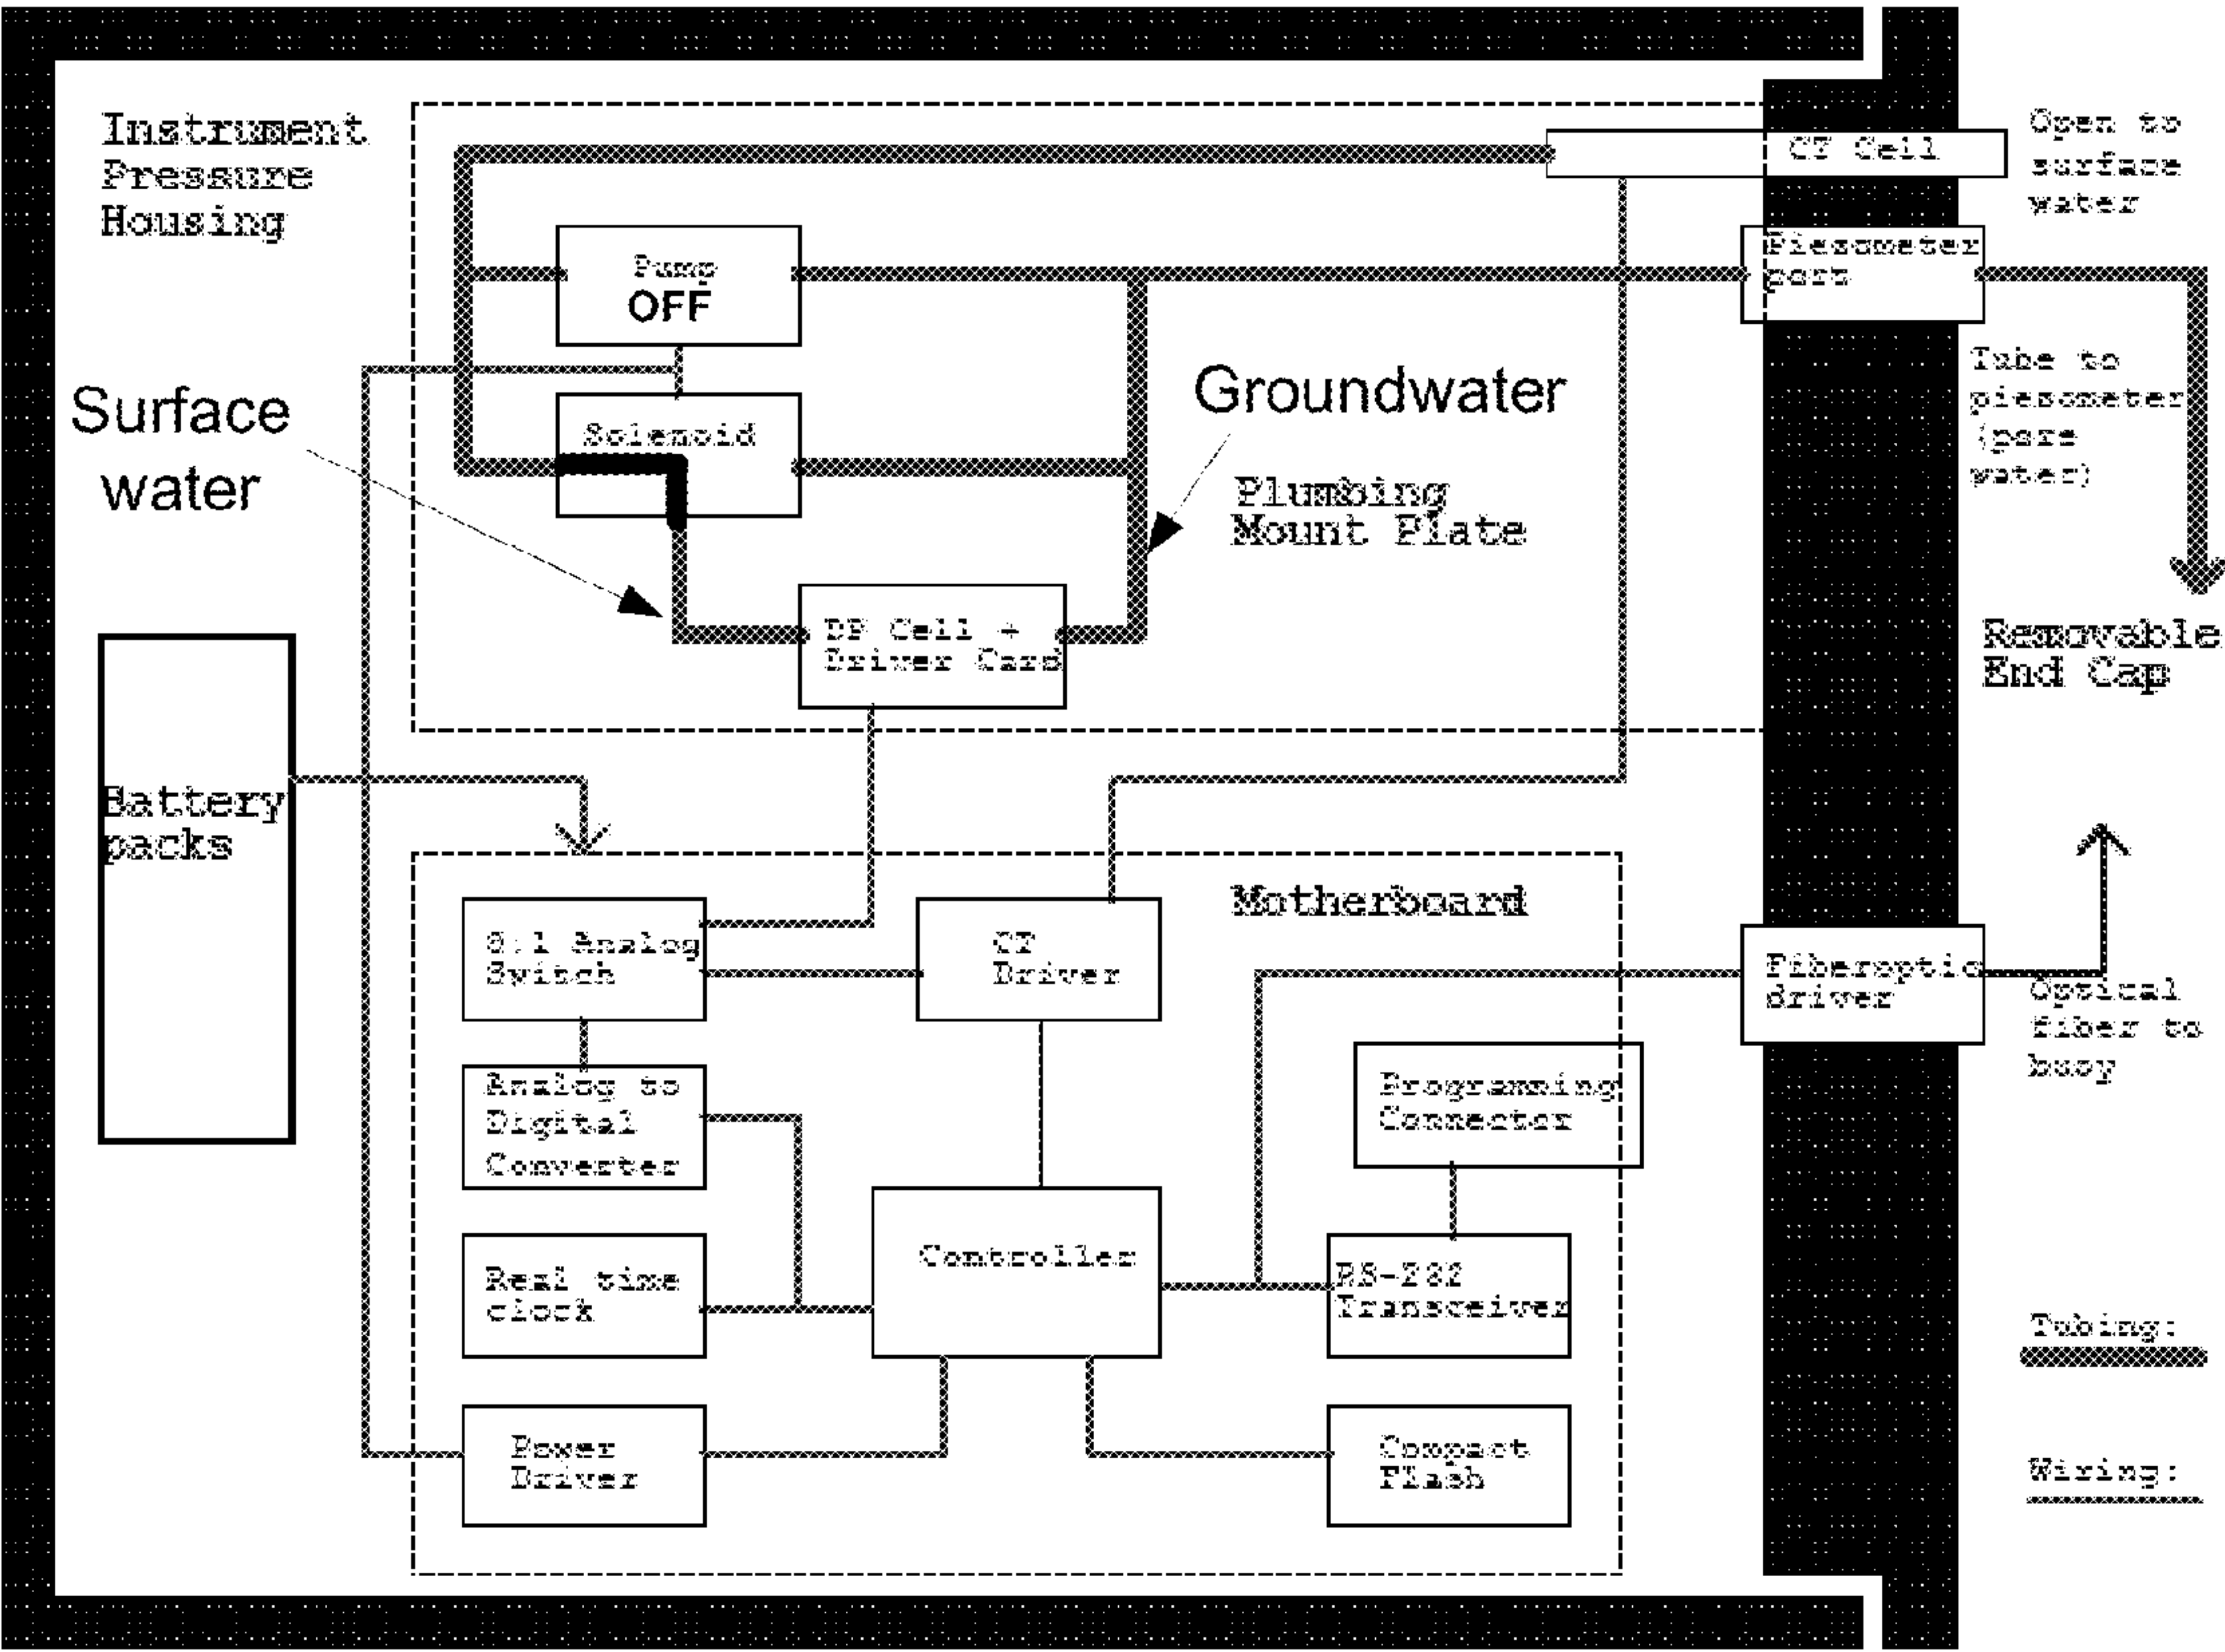 Instrument
Pressure
Housing
CT Cell
Open to
surface
water
Pump
OFF
Piezometer
port
Surface
water
Solenoid
Groundwater
Plumbing
Mount Plate
Tube to
piezometer
(pore
water)
DP Cell +
Driver Card
Removable
End Cap
Battery
packs
Motherboard
8:1 Analog
Switch
CT
Driver
Fiberoptic
driver
Optical
fiber to
buoy
Analog to
Digital
Converter
Programming
Connector
Controller
Real time
clock
RS-232
Transceiver
Tubing:
Power
Driver
Compact
Flash
Wiring: